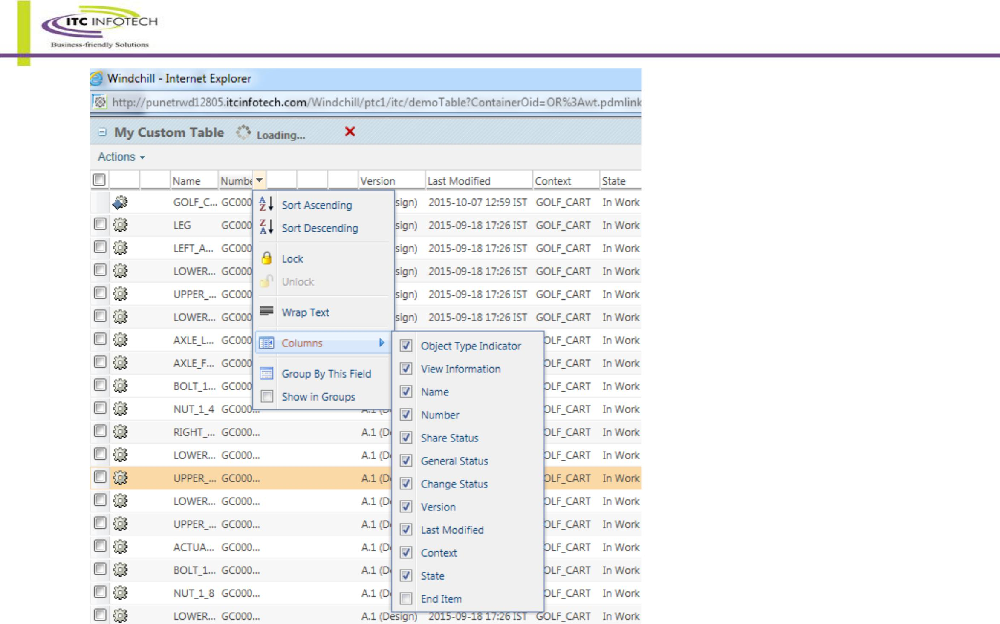 ITC INFOTECH
Business-friendly Solutions
Windchill - Internet Explorer
http://punetrwd12805.itcinfotech.com/Windchill/ptc1/itc/demoTable?ContainerOid=OR%3Awt.pdmlink
My Custom Table Loading...
Actions
Name Numbe Version Last Modified Context State
GOLF_C... GC000 sign) 2015-10-07 12:59 IST GOLF_CART In Work
LEG GC000 sign) 2015-09-18 17:26 IST GOLF_CART In Work
LEFT_A... GC000 sign) 2015-09-18 17:26 IST GOLF_CART In Work
LOWER... GC000 sign) 2015-09-18 17:26 IST GOLF_CART In Work
UPPER_... GC000 sign) 2015-09-18 17:26 IST GOLF_CART In Work
LOWER... GC000 sign) 2015-09-18 17:26 IST GOLF_CART In Work
AXLE_L... GC000 OLF_CART In Work
AXLE_F... GC000 OLF_CART In Work
BOLT_1... GC000 OLF_CART In Work
NUT_1_4 GC000... OLF_CART In Work
RIGHT_... GC000... A.1 (D OLF_CART In Work
LOWER... GC000... A.1 (D OLF_CART In Work
UPPER_... GC000... A.1 (D OLF_CART In Work
LOWER... GC000... A.1 (D OLF_CART In Work
UPPER_... GC000... A.1 (D OLF_CART In Work
ACTUA... GC000... A.1 (D OLF_CART In Work
BOLT_1... GC000... A.1 (D OLF_CART In Work
NUT_1_8 GC000... A.1 (D OLF_CART In Work
LOWER... GC000... A.1 (Design) 2015-09-18 17:26 IST GOLF_CART In Work
Sort Ascending
Sort Descending
Lock
Unlock
Wrap Text
Columns
Group By This Field
Show in Groups
Object Type Indicator
View Information
Name
Number
Share Status
General Status
Change Status
Version
Last Modified
Context
State
End Item